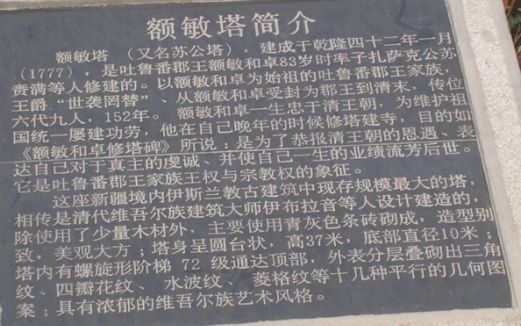 额敏塔简介
额敏塔（又名苏公塔），建成于乾隆四十二年一月
（1777），是吐鲁番郡王额敏和卓83岁时率子扎萨克公苏
赉满等人修建的。以额敏和卓为始祖的吐鲁番郡王家族，
王爵“世袭罔替”、从额敏和卓受封为郡王到清末，传位
六代九人，152年。额敏和卓一生忠于清王朝，为维护祖
国统一屡建功劳，他在自己晚年的时候修塔建寺，目的如
《额敏和卓修塔碑》所说：是为了恭报清王朝的恩遇、表
达自己对于真主的虔诚、并使自己一生的业绩流芳后世。
它是吐鲁番郡王家族王权与宗教权的象征。
这座新疆境内伊斯兰教古建筑中现存规模最大的塔，
相传是清代维吾尔族建筑大师伊布拉音等人设计建造的，
除使用了少量木材外，主要使用青灰色条砖砌成，造型别
致，美观大方；塔身呈圆台状，高37米，底部直径10米；
塔内有螺旋形阶梯 72 级通达顶部，外表分层叠砌出三角
纹、四瓣花纹、水波纹、菱格纹等十几种平行的几何图
案；具有浓郁的维吾尔族艺术风格。